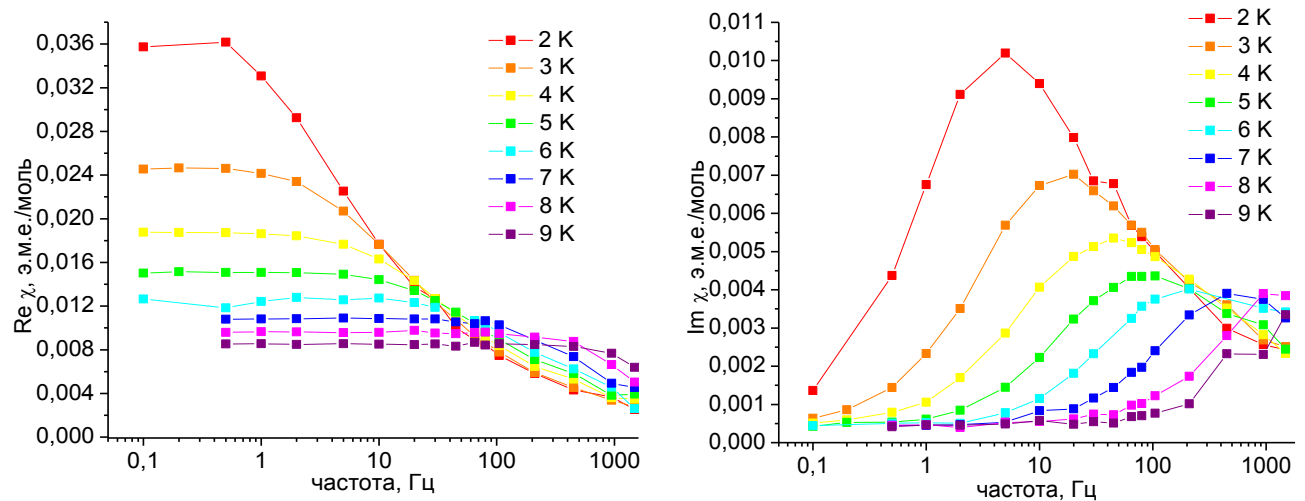 Re χ, э.м.е./моль
0,036
0,032
0,028
0,024
0,020
0,016
0,012
0,008
0,004
0,000
0,1 1 10 100 1000
частота, Гц
2 K
3 K
4 K
5 K
6 K
7 K
8 K
9 K
Im χ, э.м.е./моль
0,011
0,010
0,009
0,008
0,007
0,006
0,005
0,004
0,003
0,002
0,001
0,000
0,1 1 10 100 1000
частота, Гц
2 K
3 K
4 K
5 K
6 K
7 K
8 K
9 K